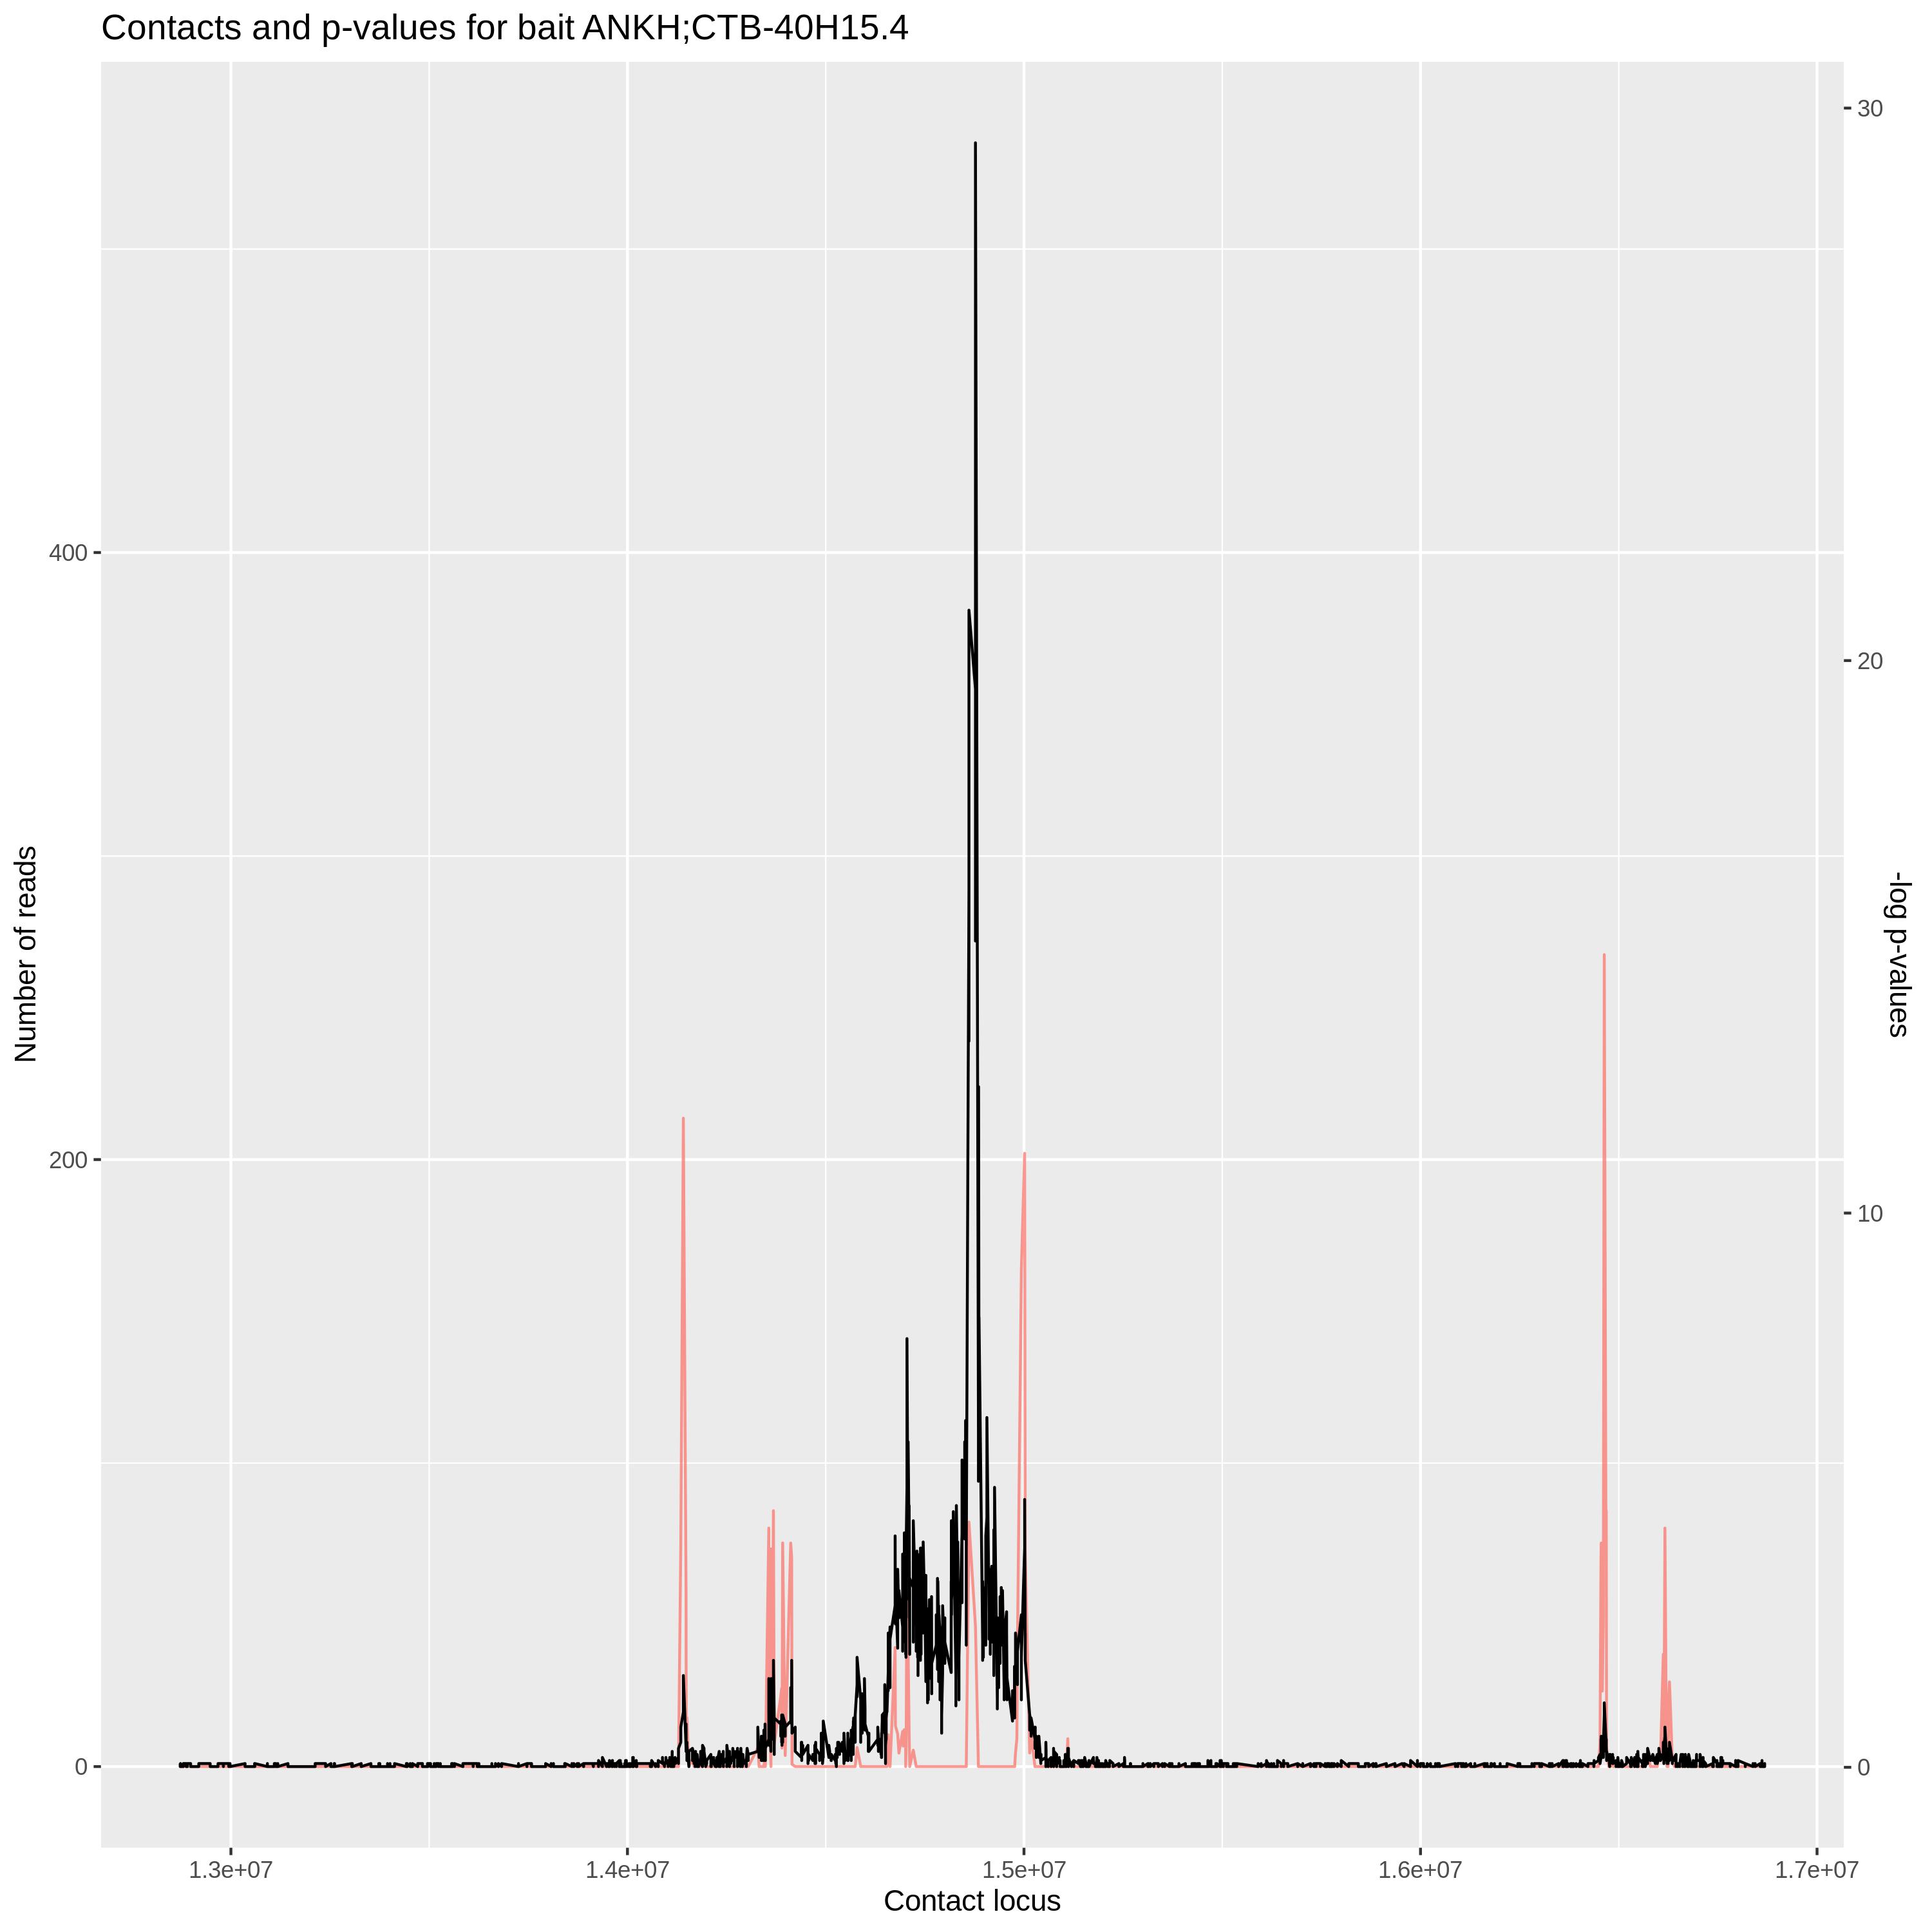 Contacts and p-values for bait ANKH;CTB-40H15.4
30
400
20
Number of reads
-log p-values
200
10
0
0
1.3e+07
1.4e+07
1.5e+07
1.6e+07
1.7e+07
Contact locus